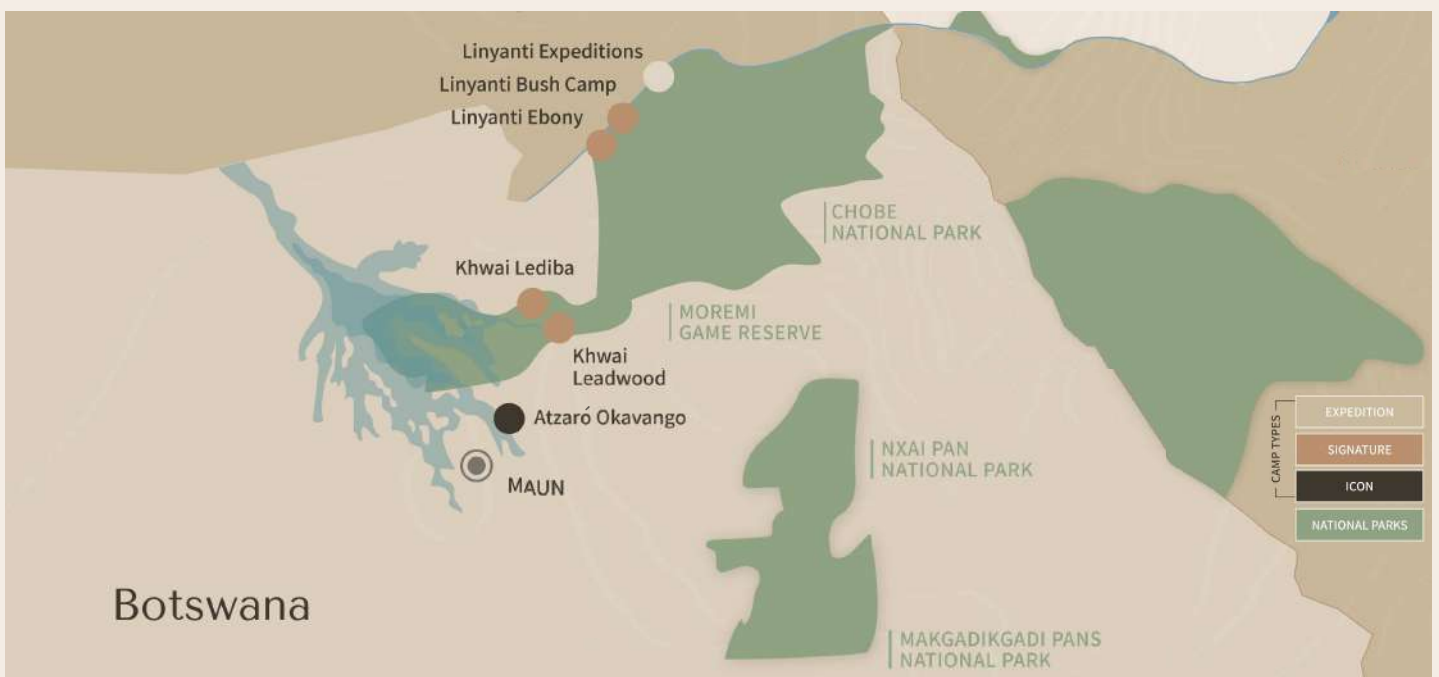 Linyanti Expeditions
Linyanti Bush Camp
Linyanti Ebony
CHOBE
NATIONAL PARK
Khwai Lediba
MOREMI
GAME RESERVE
Khwai
Leadwood
Atzaró Okavango
MAUN
NXAI PAN
NATIONAL PARK
CAMP TYPES
EXPEDITION
SIGNATURE
ICON
NATIONAL PARKS
Botswana
MAKGADIKGADI PANS
NATIONAL PARK